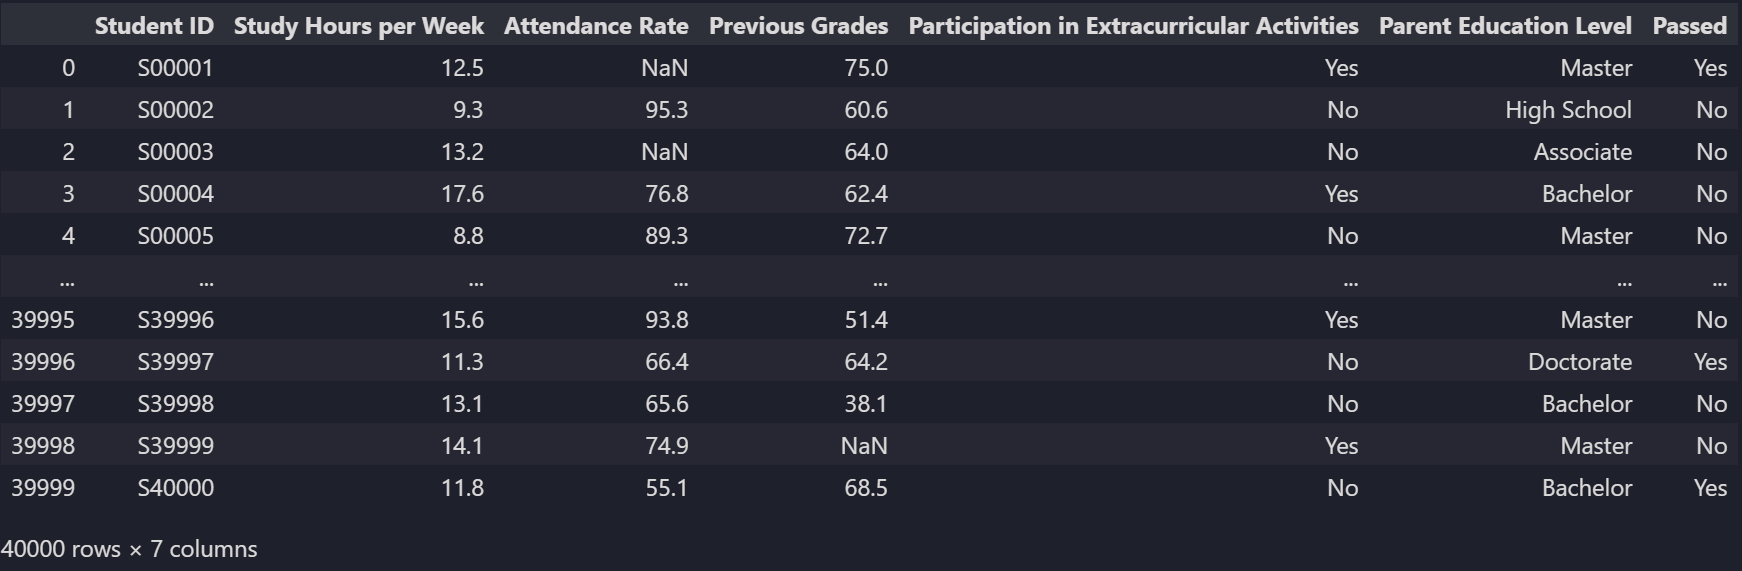 Student ID Study Hours per Week Attendance Rate Previous Grades Participation in Extracurricular Activities Parent Education Level Passed
0 S00001 12.5 NaN 75.0 Yes Master Yes
1 S00002 9.3 95.3 60.6 No High School No
2 S00003 13.2 NaN 64.0 No Associate No
3 S00004 17.6 76.8 62.4 Yes Bachelor No
4 S00005 8.8 89.3 72.7 No Master No
... ... ... ... ... ... ... ...
39995 S39996 15.6 93.8 51.4 Yes Master No
39996 S39997 11.3 66.4 64.2 No Doctorate Yes
39997 S39998 13.1 65.6 38.1 No Bachelor No
39998 S39999 14.1 74.9 NaN Yes Master No
39999 S40000 11.8 55.1 68.5 No Bachelor Yes
40000 rows × 7 columns